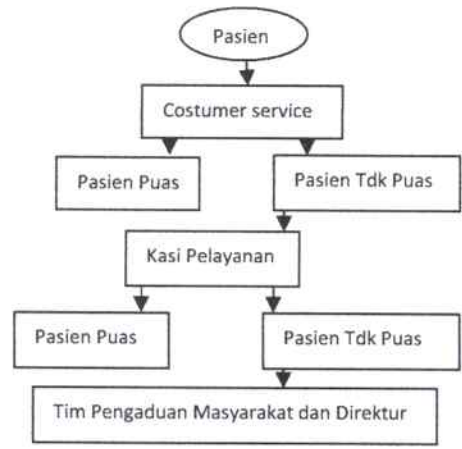 Pasien
Costumer service
Pasien Puas
Pasien Tdk Puas
Kasi Pelayanan
Pasien Puas
Pasien Tdk Puas
Tim Pengaduan Masyarakat dan Direktur